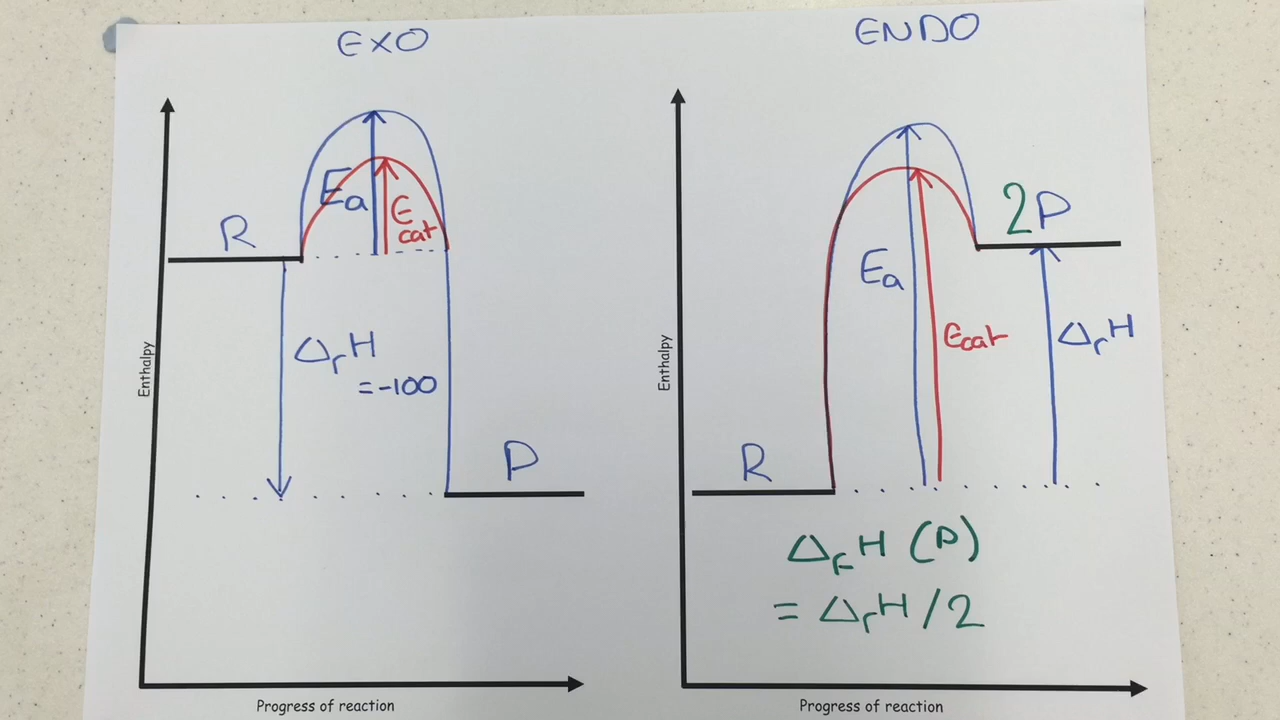 EXO
Ea
E cat
R
ΔrH
= -100
P
Enthalpy
Progress of reaction
ENDO
2P
Ea
Ecat
ΔrH
R
ΔfH (P)
= ΔrH / 2
Enthalpy
Progress of reaction